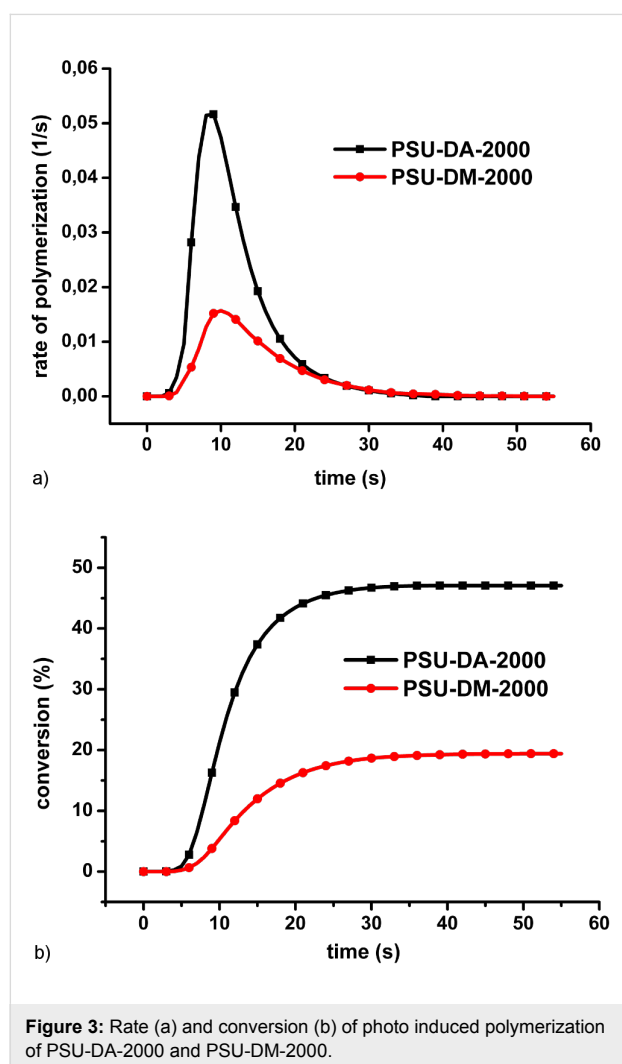 0,06
0,05
0,04
0,03
0,02
0,01
0,00
rate of polymerization (1/s)
PSU-DA-2000
PSU-DM-2000
0 10 20 30 40 50 60
time (s)
a)
50
40
30
20
10
0
conversion (%)
PSU-DA-2000
PSU-DM-2000
0 10 20 30 40 50 60
time (s)
b)
Figure 3: Rate (a) and conversion (b) of photo induced polymerization
of PSU-DA-2000 and PSU-DM-2000.